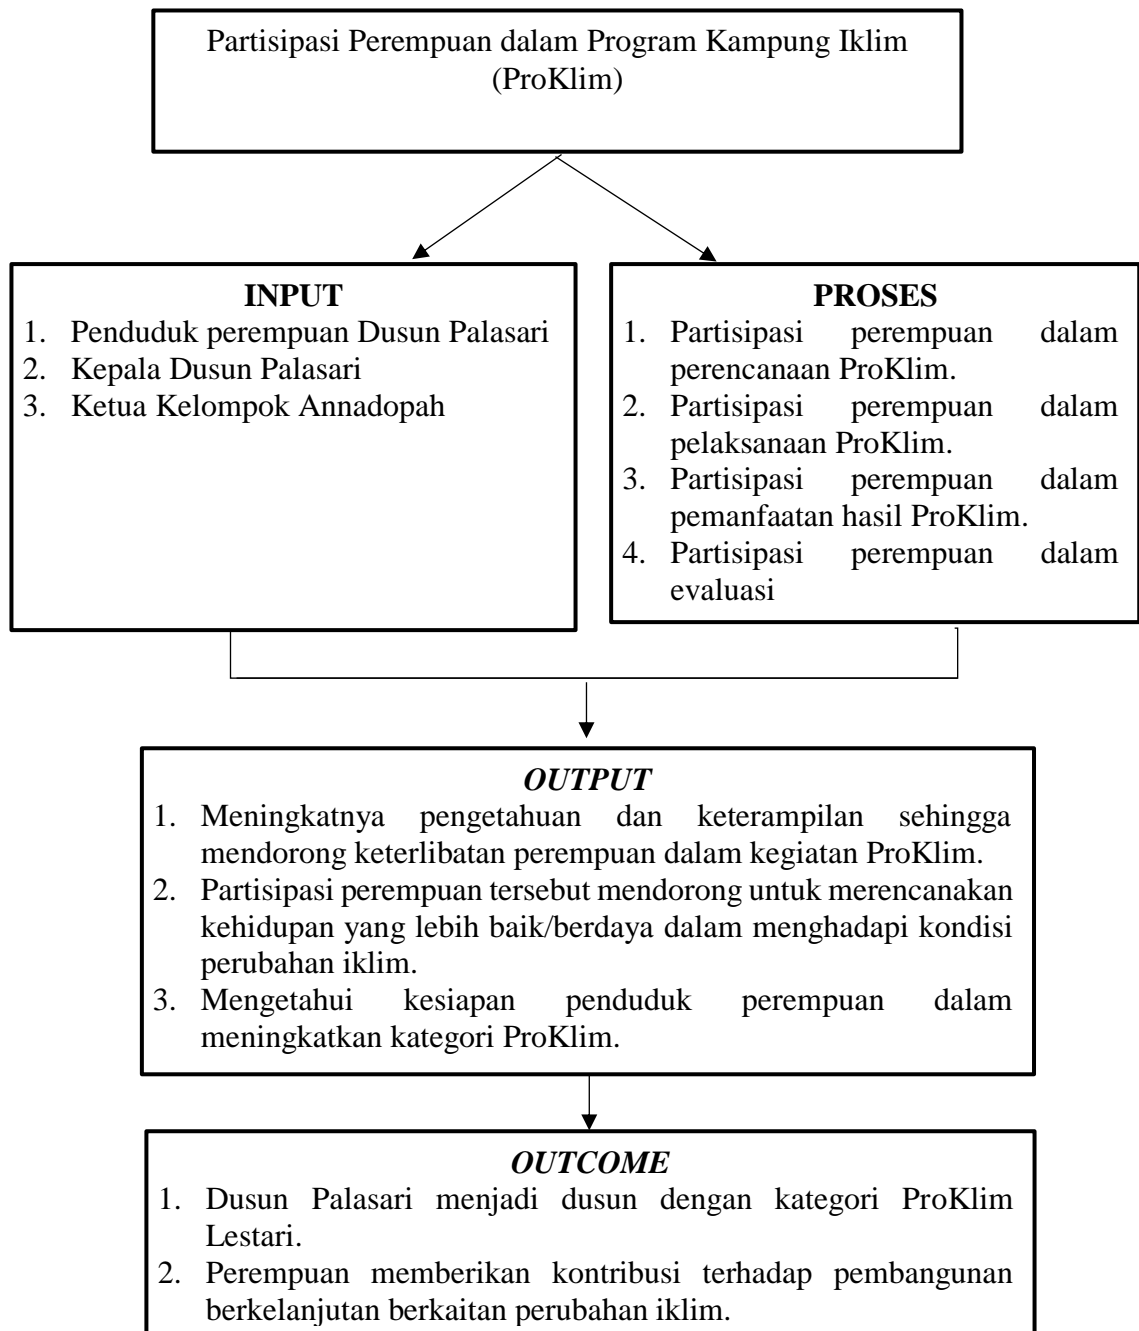 Partisipasi Perempuan dalam Program Kampung Iklim
(ProKlim)
INPUT
1. Penduduk perempuan Dusun Palasari
2. Kepala Dusun Palasari
3. Ketua Kelompok Annadopah
PROSES
1. Partisipasi perempuan dalam
perencanaan ProKlim.
2. Partisipasi perempuan dalam
pelaksanaan ProKlim.
3. Partisipasi perempuan dalam
pemanfaatan hasil ProKlim.
4. Partisipasi perempuan dalam
evaluasi
OUTPUT
1. Meningkatnya pengetahuan dan keterampilan sehingga
mendorong keterlibatan perempuan dalam kegiatan ProKlim.
2. Partisipasi perempuan tersebut mendorong untuk merencanakan
kehidupan yang lebih baik/berdaya dalam menghadapi kondisi
perubahan iklim.
3. Mengetahui kesiapan penduduk perempuan dalam
meningkatkan kategori ProKlim.
OUTCOME
1. Dusun Palasari menjadi dusun dengan kategori ProKlim
Lestari.
2. Perempuan memberikan kontribusi terhadap pembangunan
berkelanjutan berkaitan perubahan iklim.